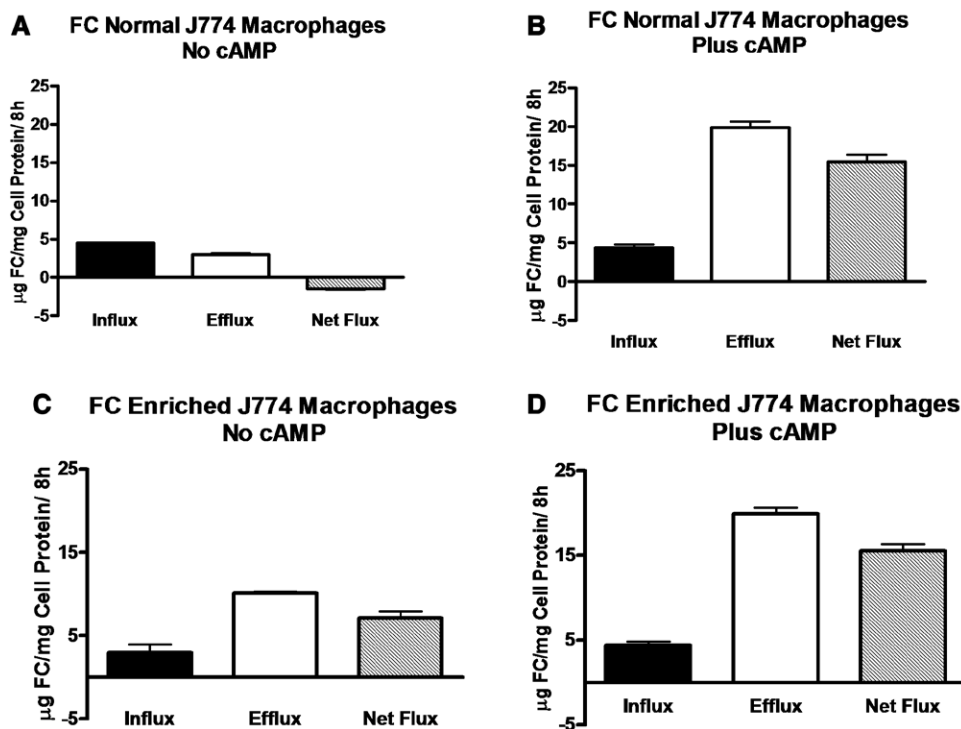 A
FC Normal J774 Macrophages
No cAMP
µg FC/mg Cell Protein/ 8h
25
20
15
10
5
0
-5
Influx Efflux Net Flux
B
FC Normal J774 Macrophages
Plus cAMP
µg FC/mg Cell Protein/ 8h
25
20
15
10
5
0
-5
Influx Efflux Net Flux
C
FC Enriched J774 Macrophages
No cAMP
µg FC/mg Cell Protein/ 8h
25
15
5
-5
Influx Efflux Net Flux
D
FC Enriched J774 Macrophages
Plus cAMP
µg FC/mg Cell Protein/ 8h
25
15
5
-5
Influx Efflux Net Flux